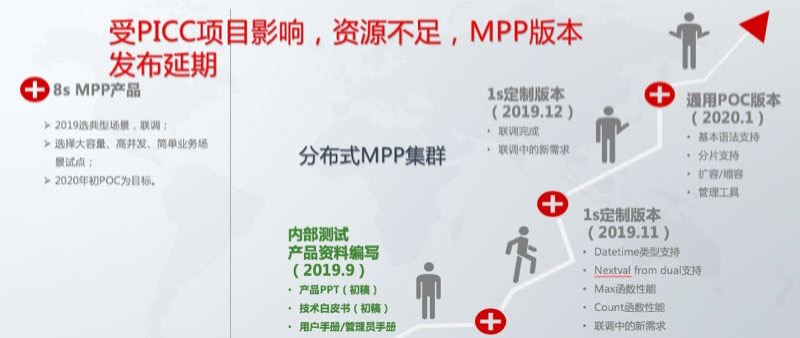 受PICC项目影响，资源不足，MPP版本
发布延期
8s MPP产品
➢ 2019选典型场景，联调；
➢ 选择大容量、高并发、简单业务场
景试点；
➢ 2020年初POC为目标。
分布式MPP集群
内部测试
产品资料编写
（2019.9）
• 产品PPT（初稿）
• 技术白皮书（初稿）
• 用户手册/管理员手册
1s定制版本
（2019.12）
• 联调完成
• 联调中的新需求
1s定制版本
（2019.11）
• Datetime类型支持
• Nextval from dual支持
• Max函数性能
• Count函数性能
• 联调中的新需求
通用POC版本
（2020.1）
• 基本语法支持
• 分片支持
• 扩容/缩容
• 管理工具